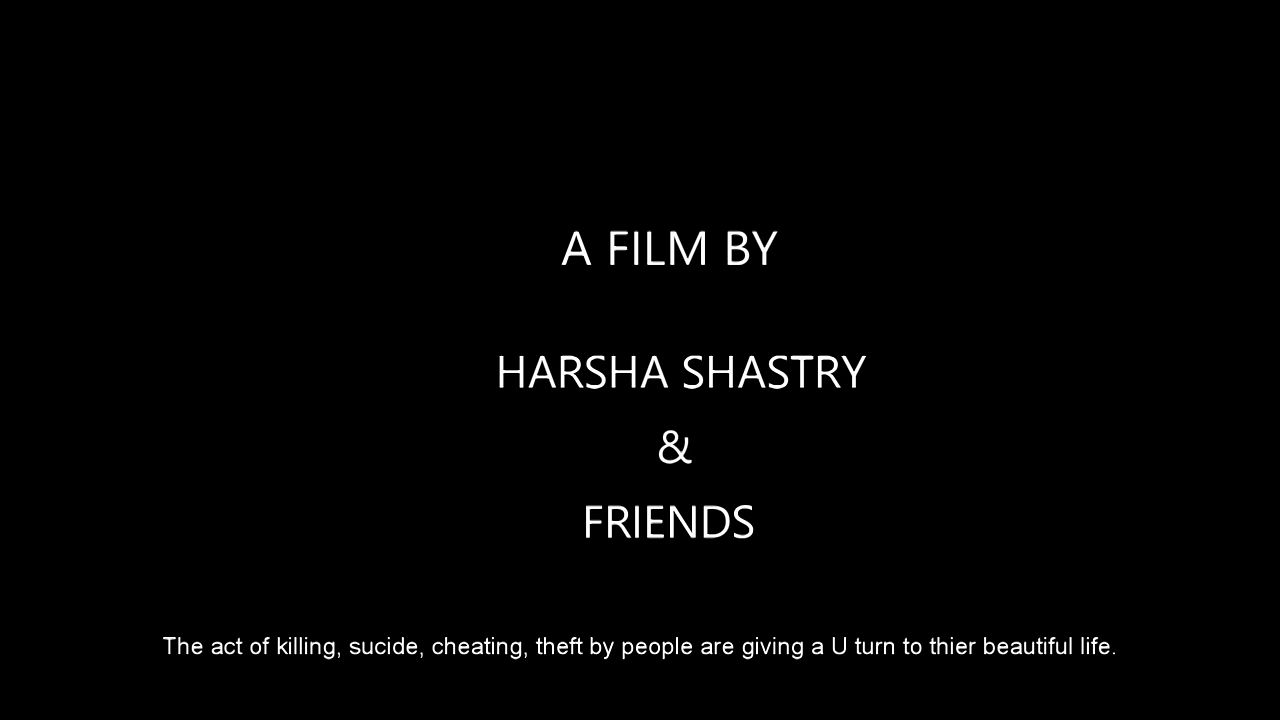 A FILM BY
HARSHA SHASTRY
&
FRIENDS
The act of killing, sucide, cheating, theft by people are giving a U turn to thier beautiful life.